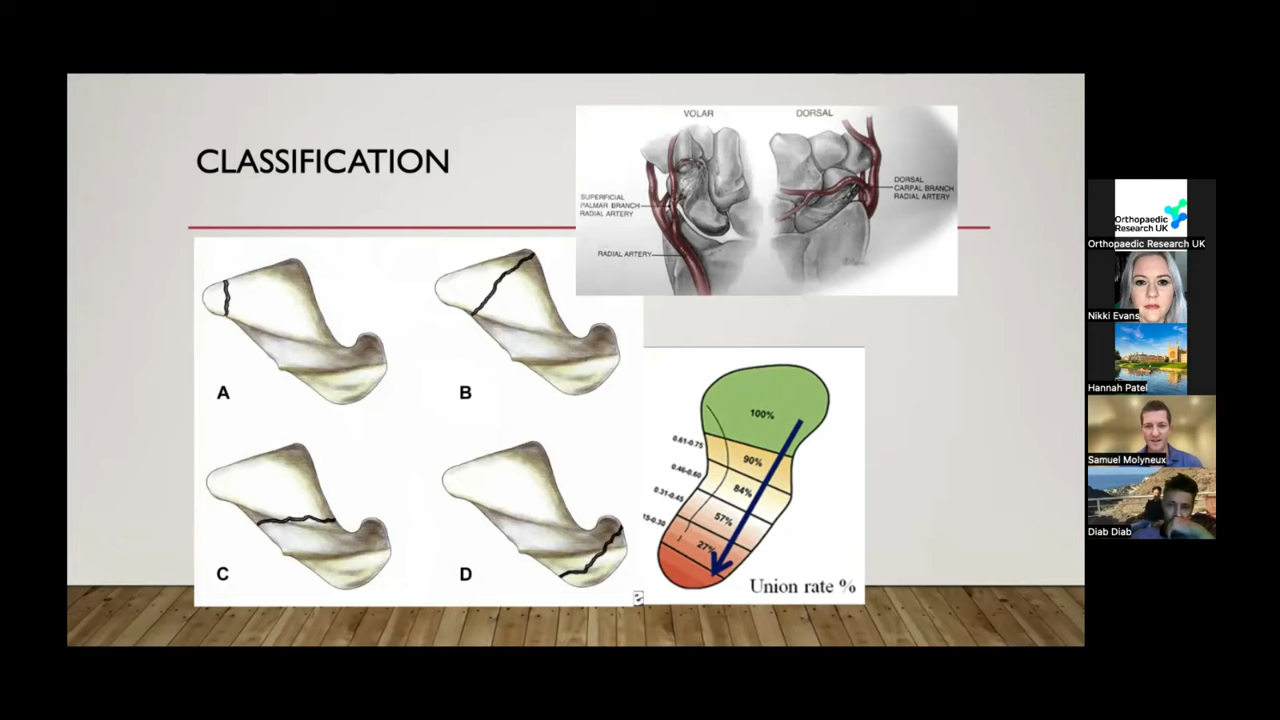 CLASSIFICATION
VOLAR
DORSAL
SUPERFICIAL
PALMAR BRANCH
RADIAL ARTERY
RADIAL ARTERY
DORSAL
CARPAL BRANCH
RADIAL ARTERY
A
B
C
D
100%
0.61-0.75
90%
0.46-0.60
84%
0.31-0.45
57%
15-0.30
27%
Union rate %
Orthopaedic
Research UK
Orthopaedic Research UK
Nikki Evans
Hannah Patel
Samuel Molyneux
Diab Diab